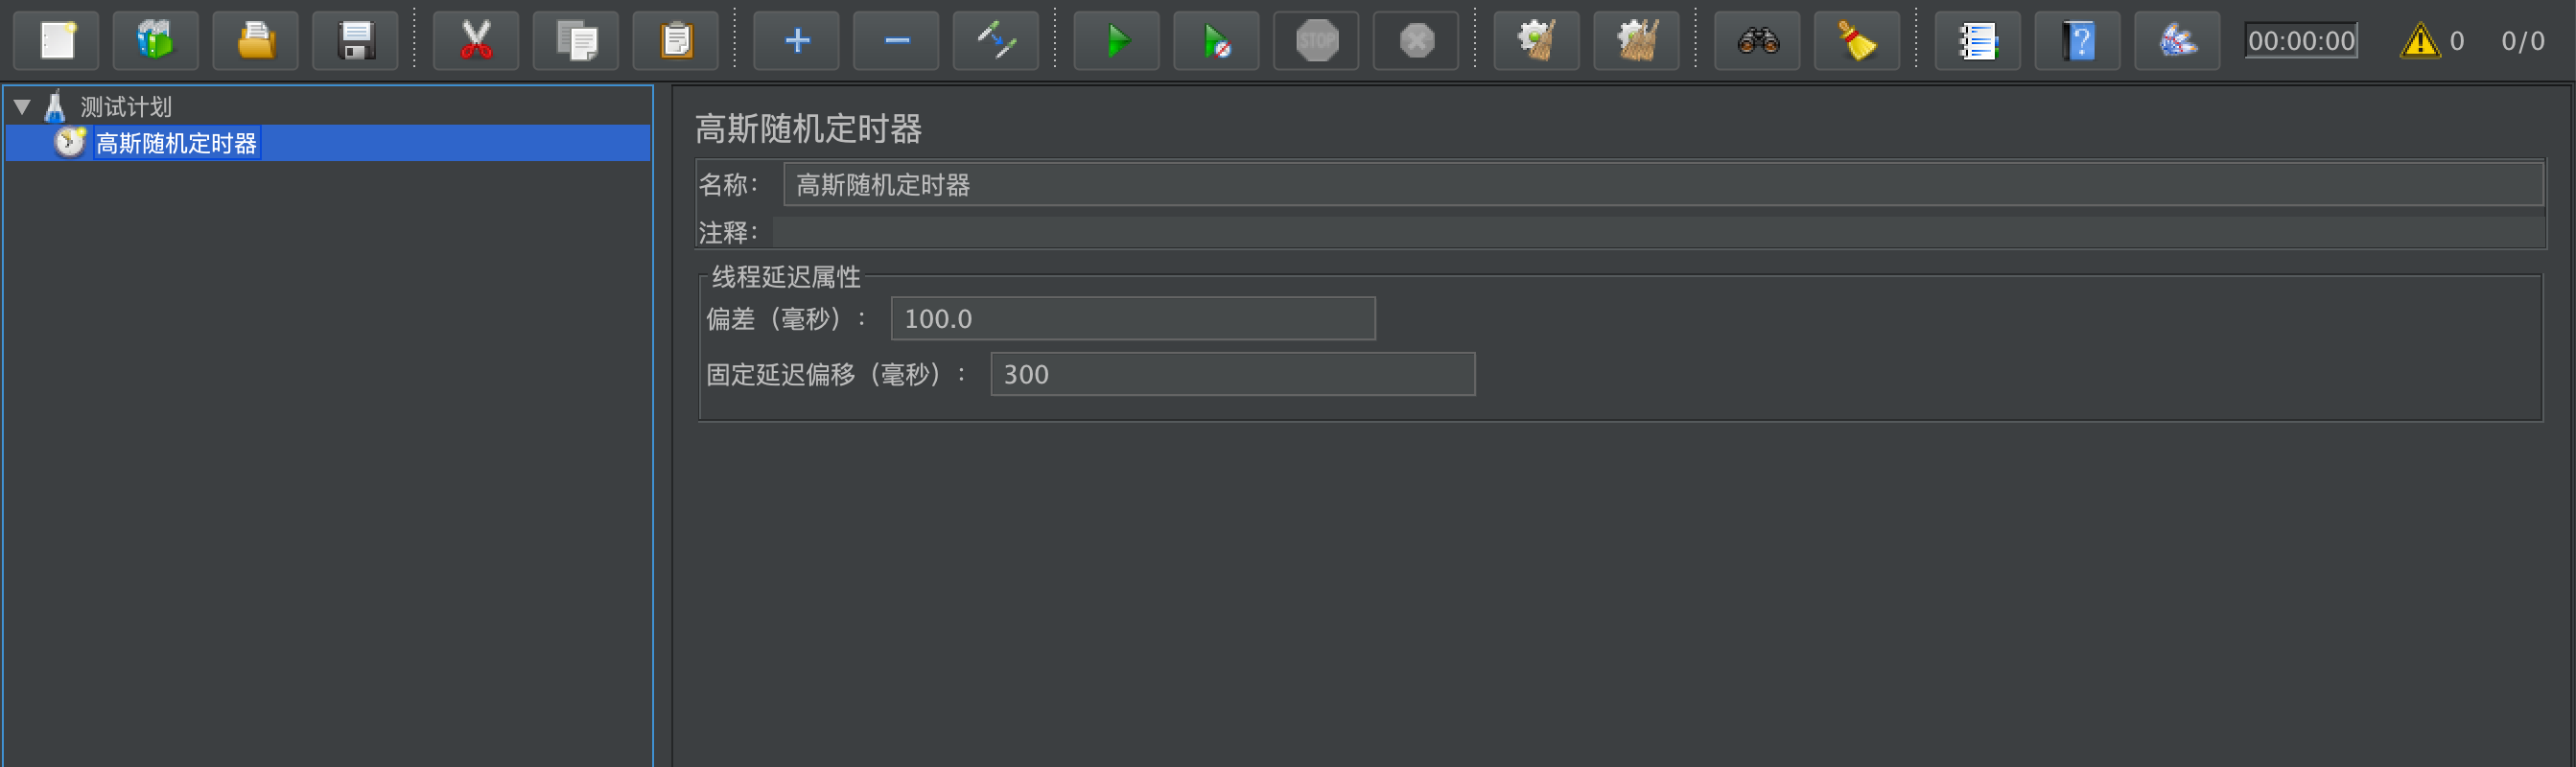 STOP
00:00:00
0
0/0
测试计划
高斯随机定时器
高斯随机定时器
名称：
高斯随机定时器
注释：
线程延迟属性
偏差（毫秒）：
100.0
固定延迟偏移（毫秒）：
300